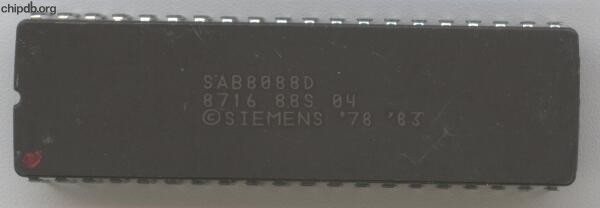 chipdb.org
SAB8088D
8716 88S 04
©SIEMENS '78 '83